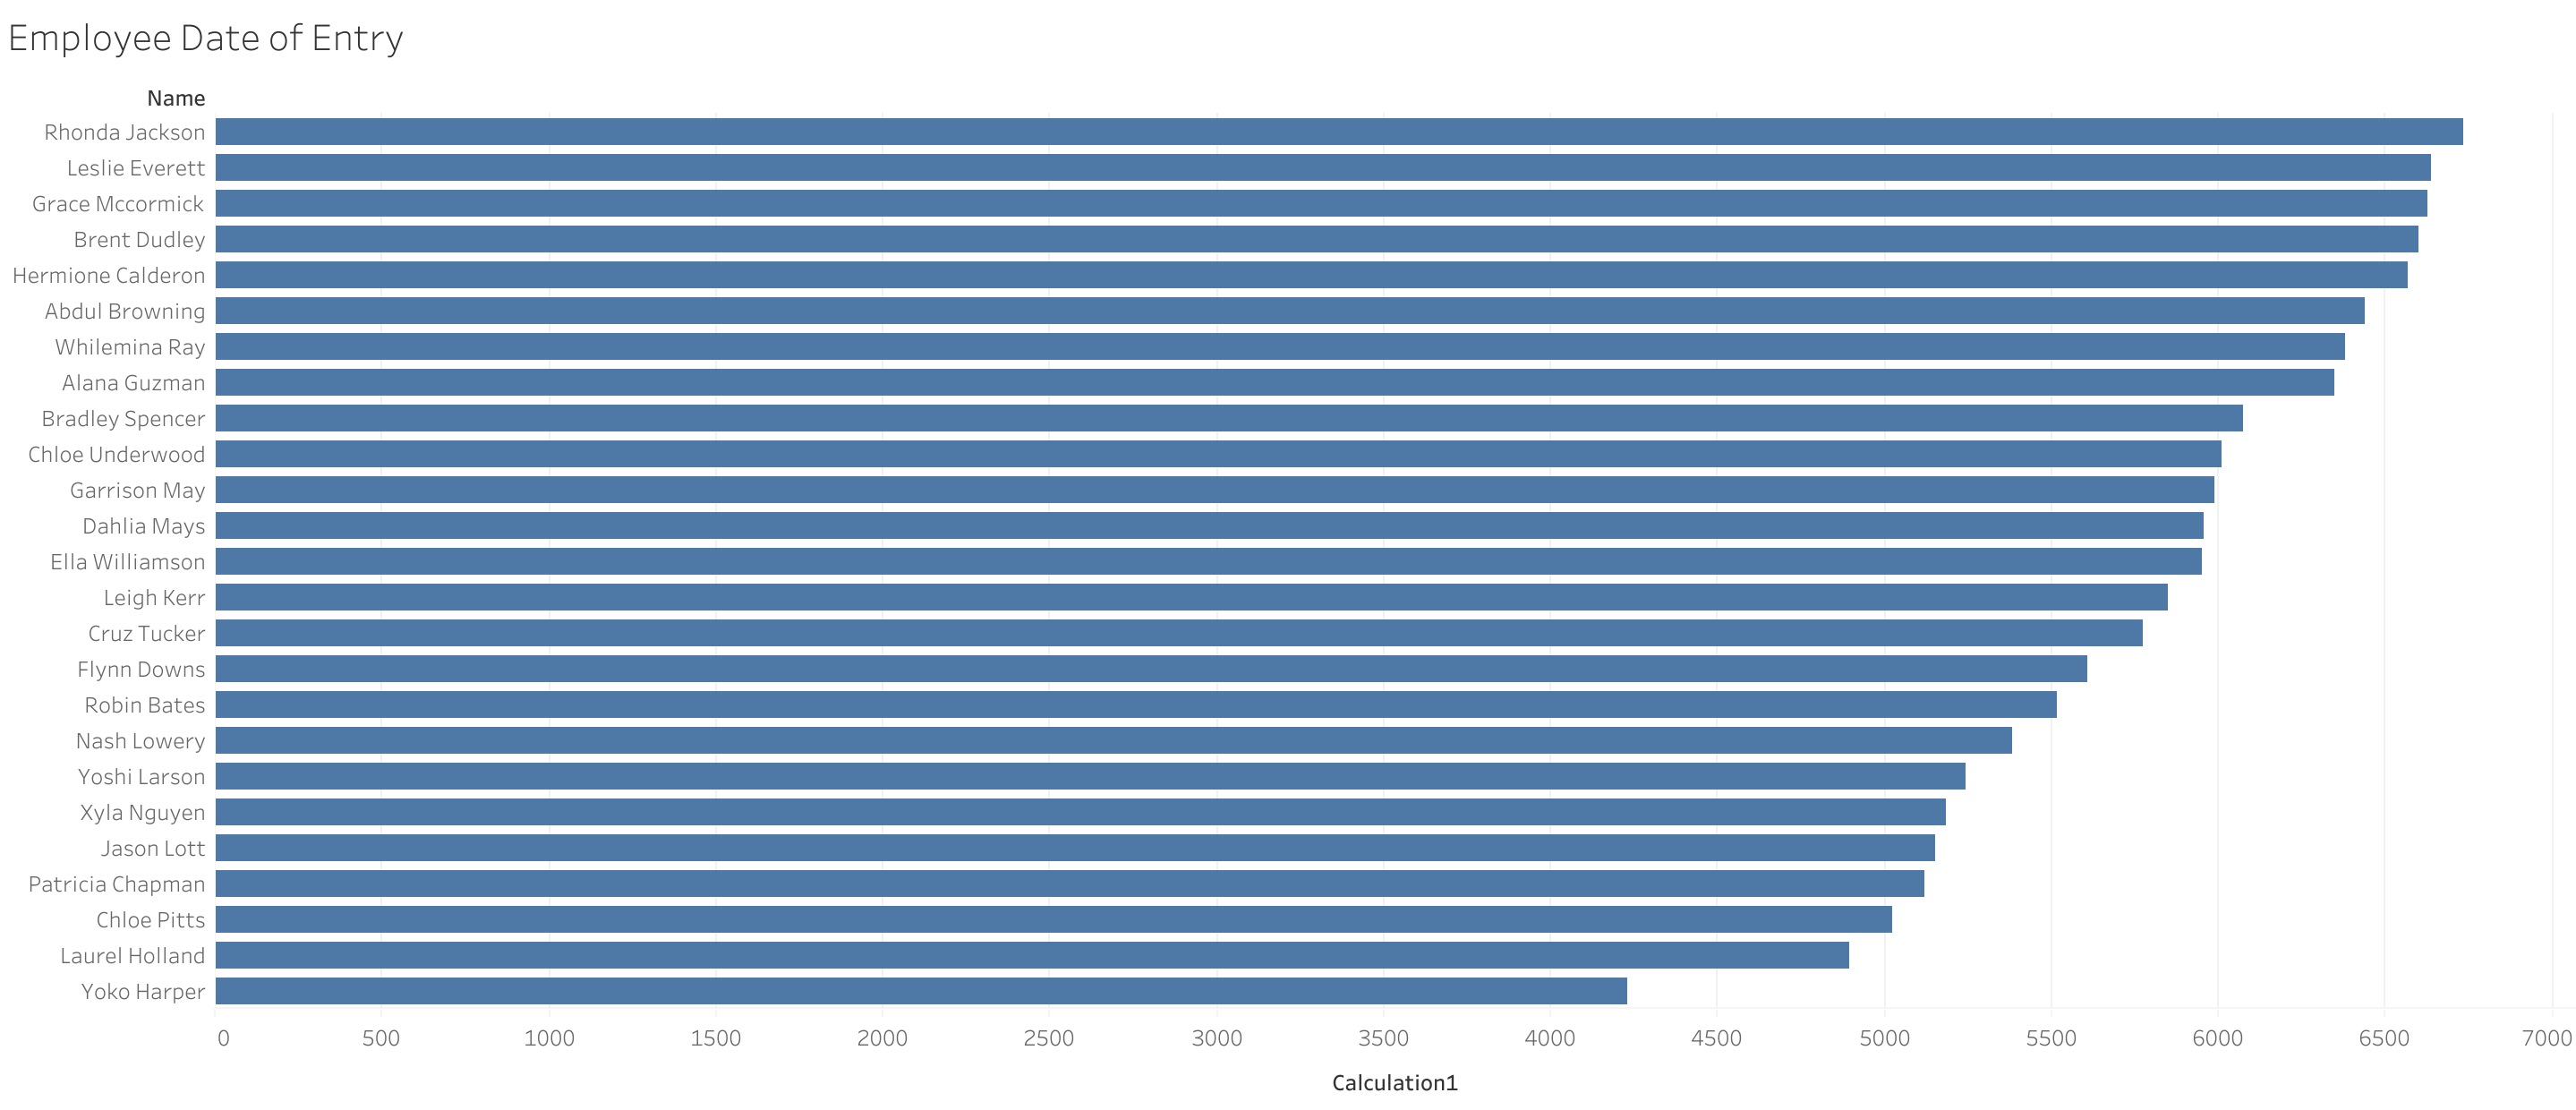 Employee Date of Entry
Name
Rhonda Jackson
Leslie Everett
Grace Mccormick
Brent Dudley
Hermione Calderon
Abdul Browning
Whilemina Ray
Alana Guzman
Bradley Spencer
Chloe Underwood
Garrison May
Dahlia Mays
Ella Williamson
Leigh Kerr
Cruz Tucker
Flynn Downs
Robin Bates
Nash Lowery
Yoshi Larson
Xyla Nguyen
Jason Lott
Patricia Chapman
Chloe Pitts
Laurel Holland
Yoko Harper
0 500 1000 1500 2000 2500 3000 3500 4000 4500 5000 5500 6000 6500 7000
Calculation1